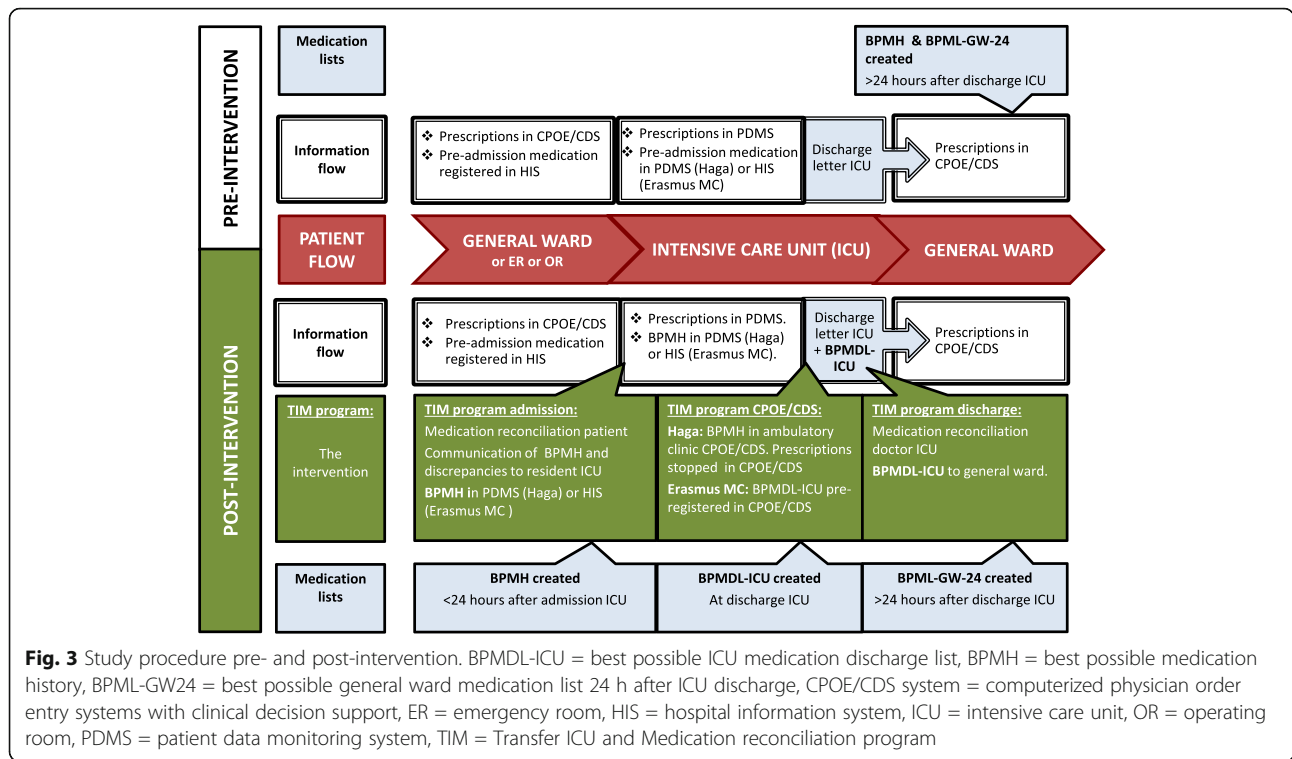 PRE-INTERVENTION
Medication
lists
BPMH & BPML-GW-24
created
>24 hours after discharge ICU
Information
flow
❖ Prescriptions in CPOE/CDS
❖ Pre-admission medication
registered in HIS
❖ Prescriptions in PDMS
❖ Pre-admission medication
in PDMS (Haga) or HIS
(Erasmus MC)
Discharge
letter ICU
Prescriptions in
CPOE/CDS
PATIENT
FLOW
GENERAL WARD
or ER or OR
INTENSIVE CARE UNIT (ICU)
GENERAL WARD
POST-INTERVENTION
Information
flow
❖ Prescriptions in CPOE/CDS
❖ Pre-admission medication
registered in HIS
❖ Prescriptions in PDMS.
❖ BPMH in PDMS (Haga)
or HIS (Erasmus MC).
Discharge
letter ICU
+ BPMDL-
ICU
Prescriptions in
CPOE/CDS
TIM program:
The
intervention
TIM program admission:
Medication reconciliation patient
Communication of BPMH and
discrepancies to resident ICU
BPMH in PDMS (Haga) or HIS
(Erasmus MC )
TIM program CPOE/CDS:
Haga: BPMH in ambulatory
clinic CPOE/CDS. Prescriptions
stopped in CPOE/CDS
Erasmus MC: BPMDL-ICU pre-
registered in CPOE/CDS
TIM program discharge:
Medication reconciliation
doctor ICU
BPMDL-ICU to general ward.
Medication
lists
BPMH created
<24 hours after admission ICU
BPMDL-ICU created
At discharge ICU
BPML-GW-24 created
>24 hours after discharge ICU
Fig. 3 Study procedure pre- and post-intervention. BPMDL-ICU = best possible ICU medication discharge list, BPMH = best possible medication
history, BPML-GW24 = best possible general ward medication list 24 h after ICU discharge, CPOE/CDS system = computerized physician order
entry systems with clinical decision support, ER = emergency room, HIS = hospital information system, ICU = intensive care unit, OR = operating
room, PDMS = patient data monitoring system, TIM = Transfer ICU and Medication reconciliation program